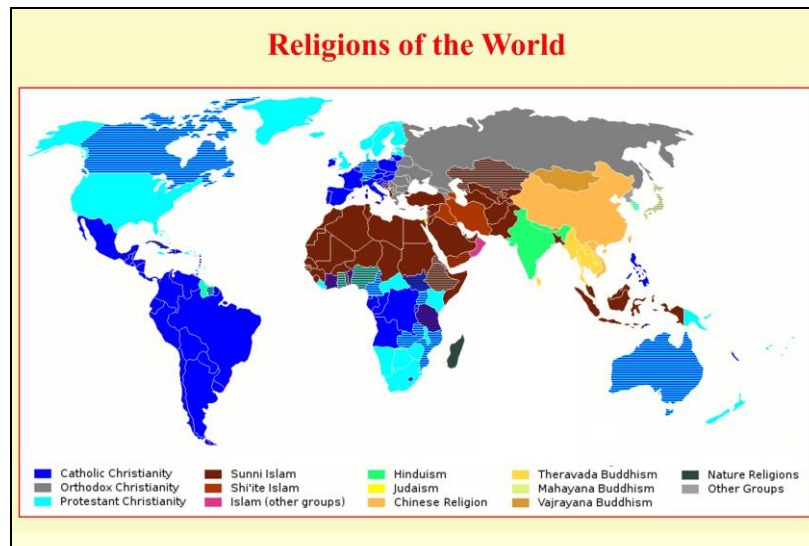 Religions of the World
Catholic Christianity
Orthodox Christianity
Protestant Christianity
Sunni Islam
Shi'ite Islam
Islam (other groups)
Hinduism
Judaism
Chinese Religion
Theravada Buddhism
Mahayana Buddhism
Vajrayana Buddhism
Nature Religions
Other Groups